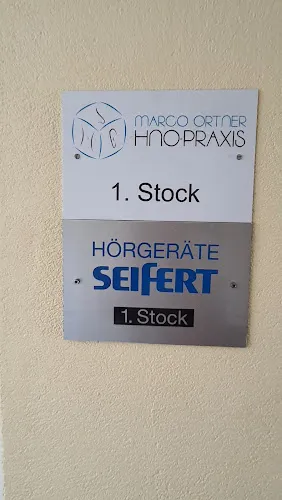 MARCO ORTNER
HNO-PRAXIS
1. Stock
HÖRGERÄTE
SEIFERT
1. Stock